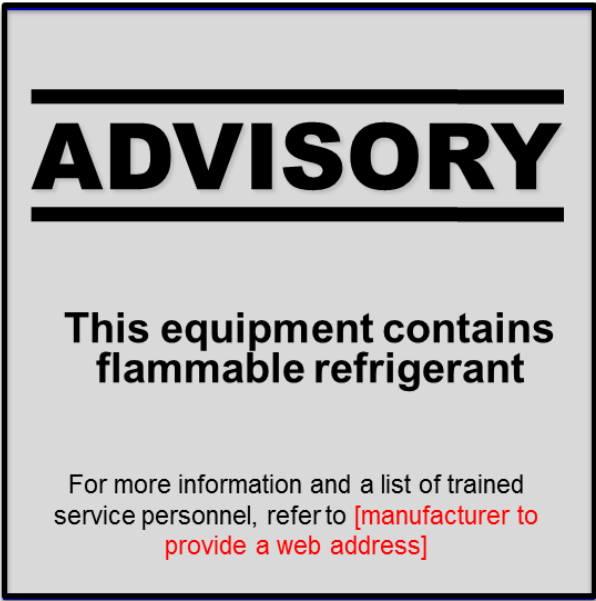 ADVISORY
This equipment contains
flammable refrigerant
For more information and a list of trained
service personnel, refer to [manufacturer to
provide a web address]